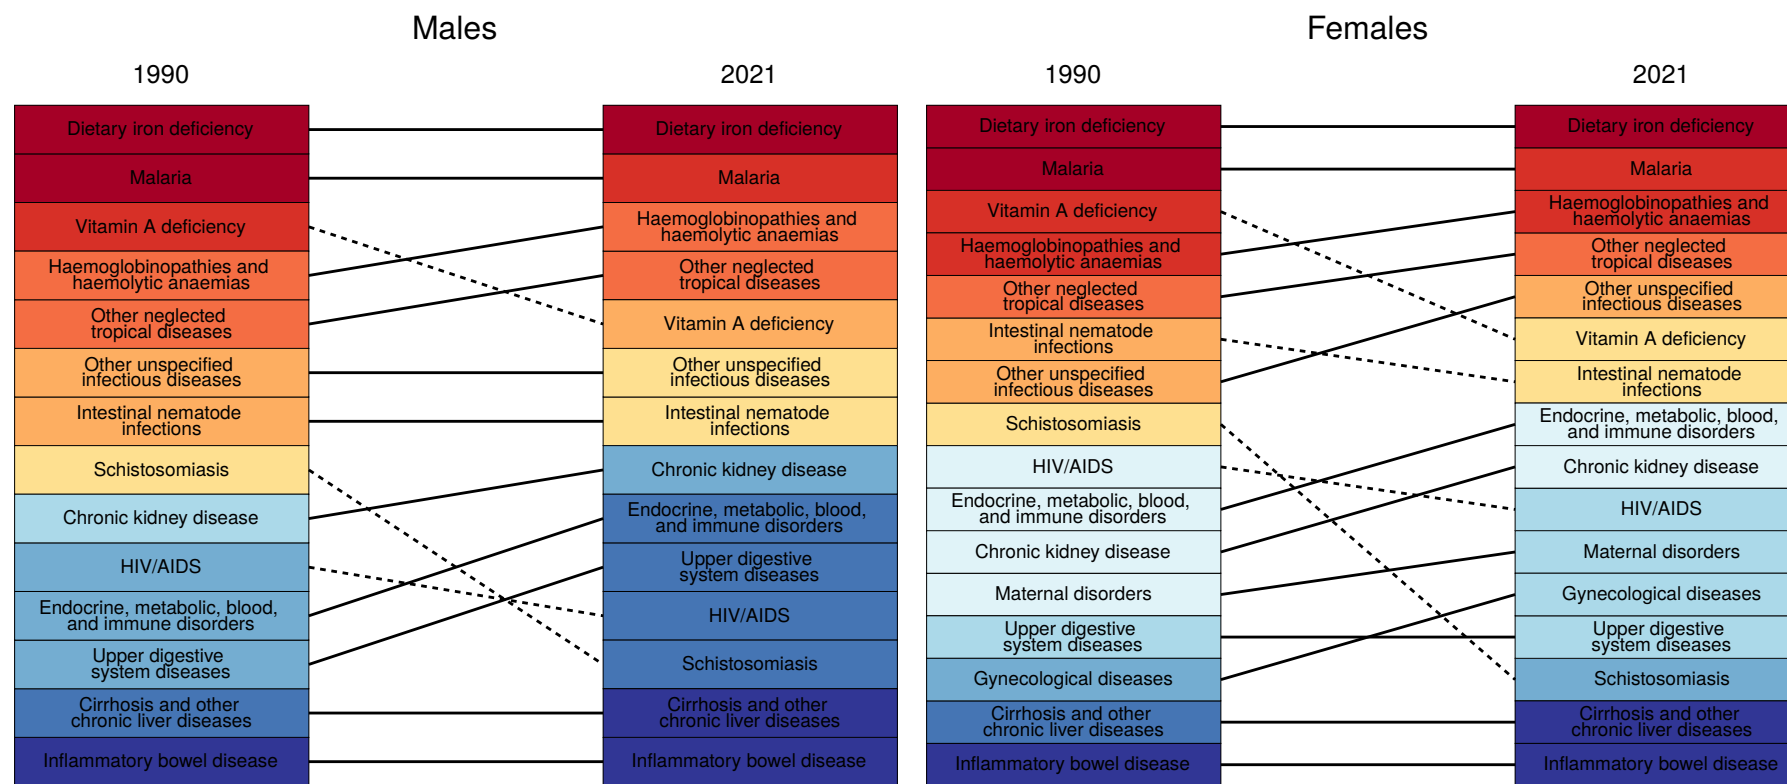 Males
1990
2021
Dietary iron deficiency
Malaria
Vitamin A deficiency
Haemoglobinopathies and
haemolytic anaemias
Other neglected
tropical diseases
Other unspecified
infectious diseases
Intestinal nematode
infections
Schistosomiasis
Chronic kidney disease
HIV/AIDS
Endocrine, metabolic, blood,
and immune disorders
Upper digestive
system diseases
Cirrhosis and other
chronic liver diseases
Inflammatory bowel disease
Dietary iron deficiency
Malaria
Haemoglobinopathies and
haemolytic anaemias
Other neglected
tropical diseases
Vitamin A deficiency
Other unspecified
infectious diseases
Intestinal nematode
infections
Chronic kidney disease
Endocrine, metabolic, blood,
and immune disorders
Upper digestive
system diseases
HIV/AIDS
Schistosomiasis
Cirrhosis and other
chronic liver diseases
Inflammatory bowel disease
Females
1990
2021
Dietary iron deficiency
Malaria
Vitamin A deficiency
Haemoglobinopathies and
haemolytic anaemias
Other neglected
tropical diseases
Intestinal nematode
infections
Other unspecified
infectious diseases
Schistosomiasis
HIV/AIDS
Endocrine, metabolic, blood,
and immune disorders
Chronic kidney disease
Maternal disorders
Upper digestive
system diseases
Gynecological diseases
Cirrhosis and other
chronic liver diseases
Inflammatory bowel disease
Dietary iron deficiency
Malaria
Haemoglobinopathies and
haemolytic anaemias
Other neglected
tropical diseases
Other unspecified
infectious diseases
Vitamin A deficiency
Intestinal nematode
infections
Endocrine, metabolic, blood,
and immune disorders
Chronic kidney disease
HIV/AIDS
Maternal disorders
Gynecological diseases
Upper digestive
system diseases
Schistosomiasis
Cirrhosis and other
chronic liver diseases
Inflammatory bowel disease